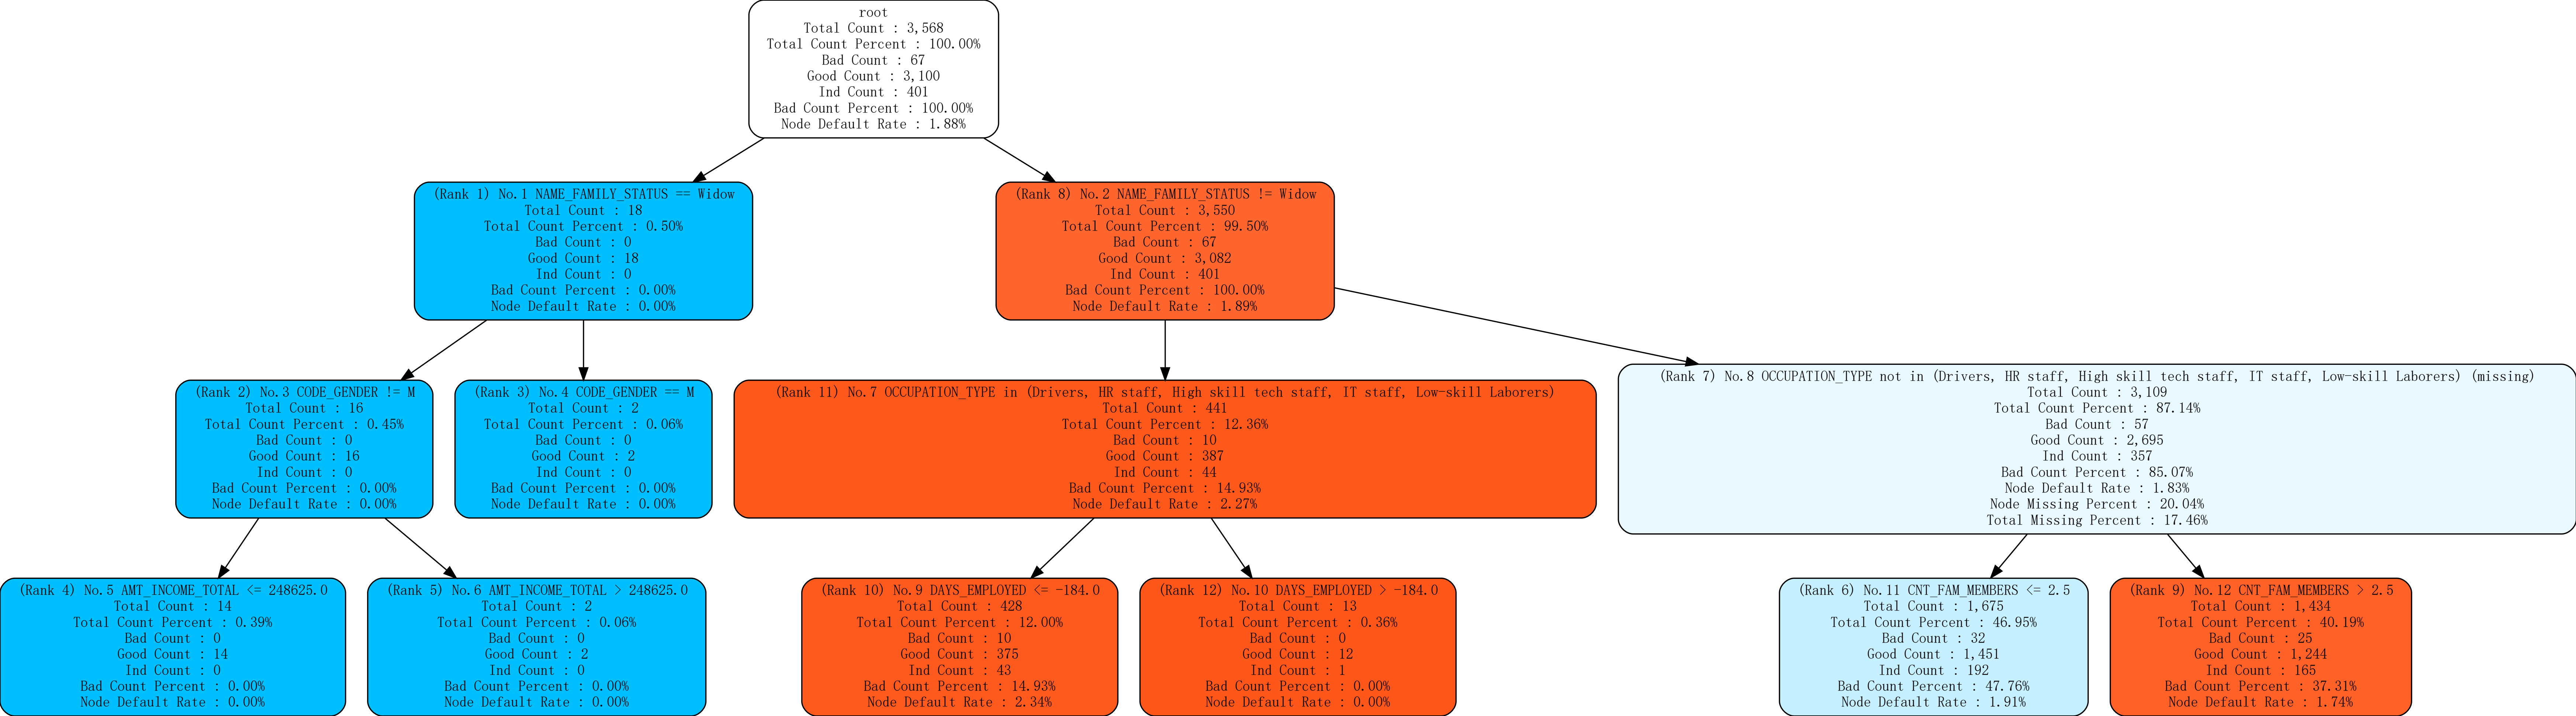 root
Total Count : 3,568
Total Count Percent : 100.00%
Bad Count : 67
Good Count : 3,100
Ind Count : 401
Bad Count Percent : 100.00%
Node Default Rate : 1.88%
(Rank 1) No.1 NAME_FAMILY_STATUS == Widow
Total Count : 18
Total Count Percent : 0.50%
Bad Count : 0
Good Count : 18
Ind Count : 0
Bad Count Percent : 0.00%
Node Default Rate : 0.00%
(Rank 8) No.2 NAME_FAMILY_STATUS != Widow
Total Count : 3,550
Total Count Percent : 99.50%
Bad Count : 67
Good Count : 3,082
Ind Count : 401
Bad Count Percent : 100.00%
Node Default Rate : 1.89%
(Rank 2) No.3 CODE_GENDER != M
Total Count : 16
Total Count Percent : 0.45%
Bad Count : 0
Good Count : 16
Ind Count : 0
Bad Count Percent : 0.00%
Node Default Rate : 0.00%
(Rank 3) No.4 CODE_GENDER == M
Total Count : 2
Total Count Percent : 0.06%
Bad Count : 0
Good Count : 2
Ind Count : 0
Bad Count Percent : 0.00%
Node Default Rate : 0.00%
(Rank 11) No.7 OCCUPATION_TYPE in (Drivers, HR staff, High skill tech staff, IT staff, Low-skill Laborers)
Total Count : 441
Total Count Percent : 12.36%
Bad Count : 10
Good Count : 387
Ind Count : 44
Bad Count Percent : 14.93%
Node Default Rate : 2.27%
(Rank 7) No.8 OCCUPATION_TYPE not in (Drivers, HR staff, High skill tech staff, IT staff, Low-skill Laborers) (missing)
Total Count : 3,109
Total Count Percent : 87.14%
Bad Count : 57
Good Count : 2,695
Ind Count : 357
Bad Count Percent : 85.07%
Node Default Rate : 1.83%
Node Missing Percent : 20.04%
Total Missing Percent : 17.46%
(Rank 4) No.5 AMT_INCOME_TOTAL <= 248625.0
Total Count : 14
Total Count Percent : 0.39%
Bad Count : 0
Good Count : 14
Ind Count : 0
Bad Count Percent : 0.00%
Node Default Rate : 0.00%
(Rank 5) No.6 AMT_INCOME_TOTAL > 248625.0
Total Count : 2
Total Count Percent : 0.06%
Bad Count : 0
Good Count : 2
Ind Count : 0
Bad Count Percent : 0.00%
Node Default Rate : 0.00%
(Rank 10) No.9 DAYS_EMPLOYED <= -184.0
Total Count : 428
Total Count Percent : 12.00%
Bad Count : 10
Good Count : 375
Ind Count : 43
Bad Count Percent : 14.93%
Node Default Rate : 2.34%
(Rank 12) No.10 DAYS_EMPLOYED > -184.0
Total Count : 13
Total Count Percent : 0.36%
Bad Count : 0
Good Count : 12
Ind Count : 1
Bad Count Percent : 0.00%
Node Default Rate : 0.00%
(Rank 6) No.11 CNT_FAM_MEMBERS <= 2.5
Total Count : 1,675
Total Count Percent : 46.95%
Bad Count : 32
Good Count : 1,451
Ind Count : 192
Bad Count Percent : 47.76%
Node Default Rate : 1.91%
(Rank 9) No.12 CNT_FAM_MEMBERS > 2.5
Total Count : 1,434
Total Count Percent : 40.19%
Bad Count : 25
Good Count : 1,244
Ind Count : 165
Bad Count Percent : 37.31%
Node Default Rate : 1.74%